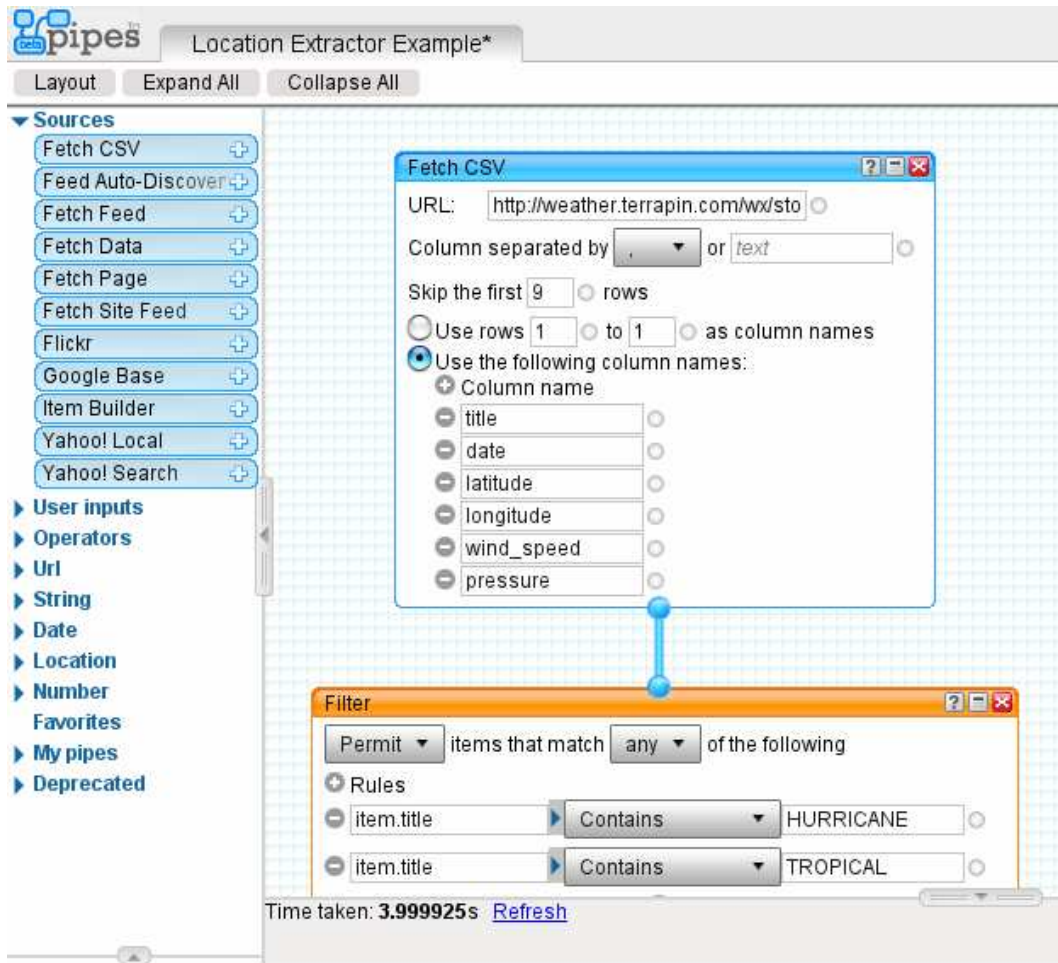 pipes
beta
Location Extractor Example*
Layout Expand All Collapse All
Sources
Fetch CSV
Feed Auto-Discover
Fetch Feed
Fetch Data
Fetch Page
Fetch Site Feed
Flickr
Google Base
Item Builder
Yahoo! Local
Yahoo! Search
User inputs
Operators
Url
String
Date
Location
Number
Favorites
My pipes
Deprecated
Fetch CSV ?
URL: http://weather.terrapin.com/wx/sto
Column separated by , or text
Skip the first 9 rows
Use rows 1 to 1 as column names
Use the following column names:
Column name
title
date
latitude
longitude
wind_speed
pressure
Filter ?
Permit items that match any of the following
Rules
item.title Contains HURRICANE
item.title Contains TROPICAL
Time taken: 3.999925s Refresh